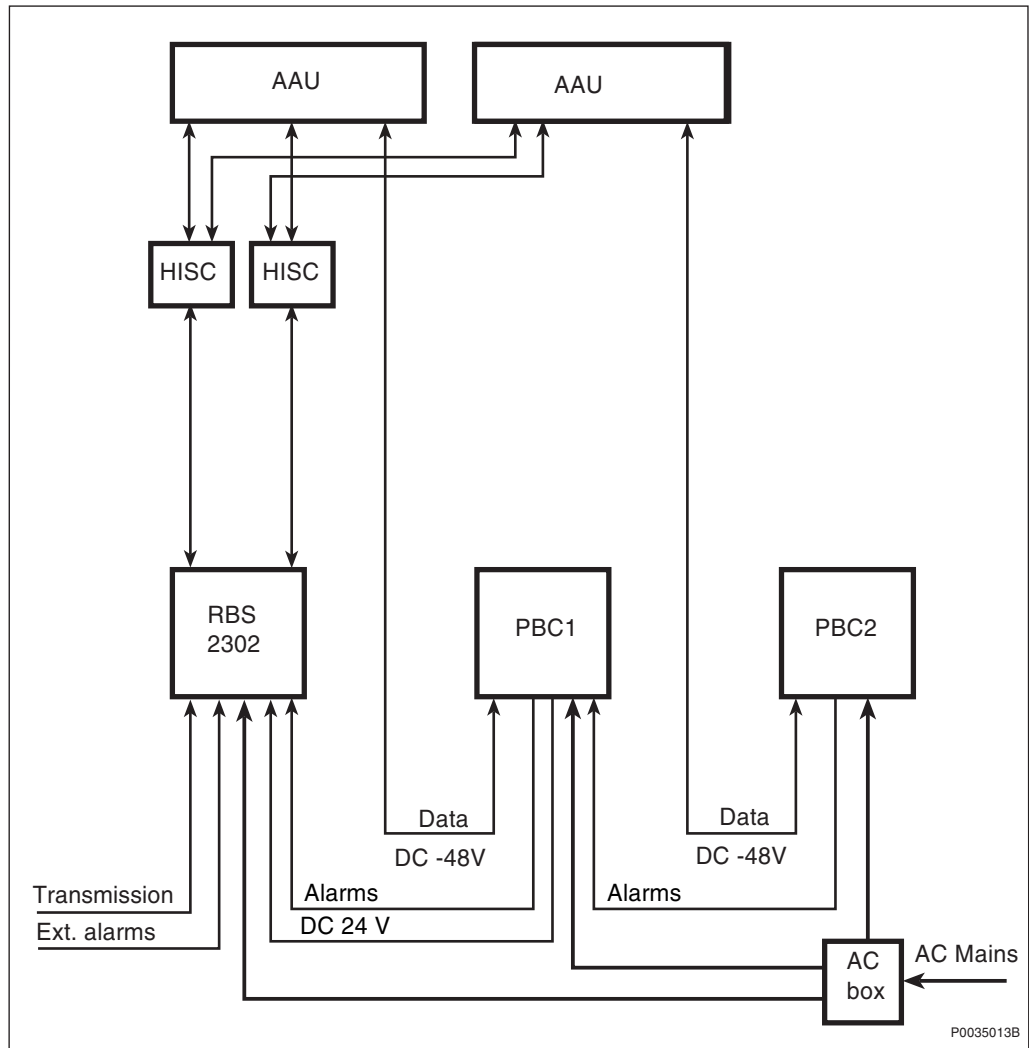 AAU
AAU
HISC
HISC
RBS
2302
PBC1
PBC2
Data
Data
DC -48V
DC -48V
Transmission
Alarms
Alarms
Ext. alarms
DC 24 V
AC
box
AC Mains
P0035013B